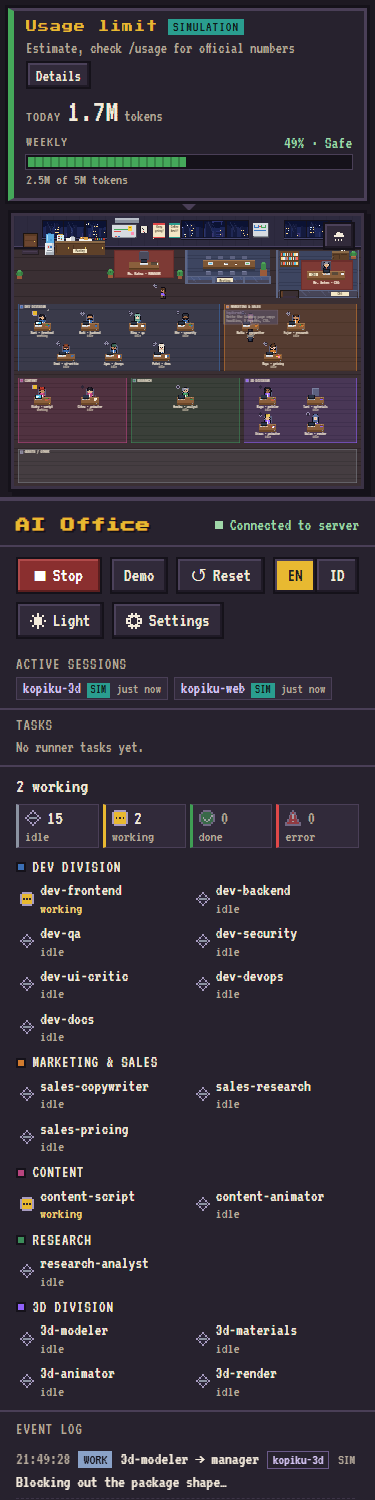 Usage limit SIMULATION
Estimate, check /usage for official numbers
Details
TODAY 1.7M tokens
WEEKLY 49% · Safe
2.5M of 5M tokens
AI Office Connected to server
Stop Demo Reset EN ID
Light Settings
ACTIVE SESSIONS
kopiku-3d SIM just now kopiku-web SIM just now
TASKS
No runner tasks yet.
2 working
15 2 0 0
idle working done error
DEV DIVISION
dev-frontend dev-backend
working idle
dev-qa dev-security
idle idle
dev-ui-critic dev-devops
idle idle
dev-docs
idle
MARKETING & SALES
sales-copywriter sales-research
idle idle
sales-pricing
idle
CONTENT
content-script content-animator
working idle
RESEARCH
research-analyst
idle
3D DIVISION
3d-modeler 3d-materials
idle idle
3d-animator 3d-render
idle idle
EVENT LOG
21:49:28 WORK 3d-modeler → manager kopiku-3d SIM
Blocking out the package shape…